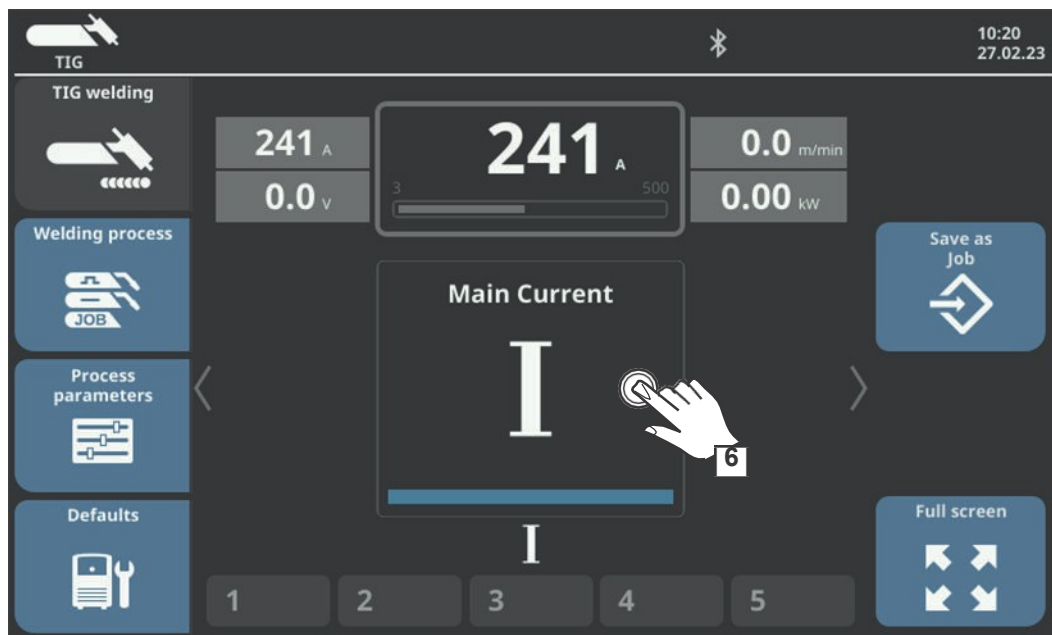 TIG
10:20
27.02.23
TIG welding
241 A
0.0 V
241 A
3
500
0.0 m/min
0.00 kW
Welding process
JOB
Process
parameters
Defaults
Main Current
I
6
I
Save as
Job
Full screen
1 2 3 4 5